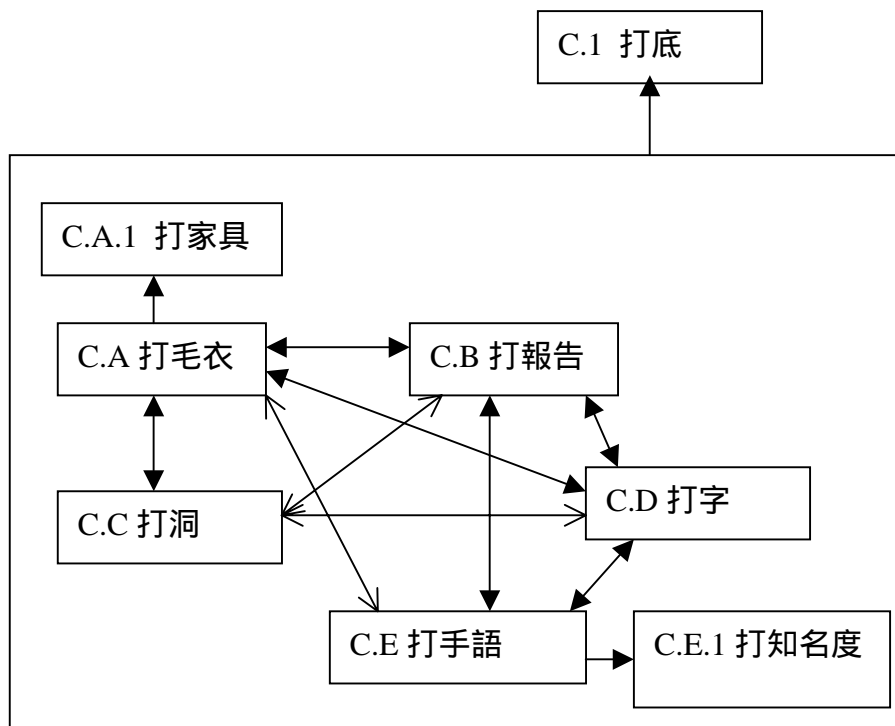 C.1 打底
C.A.1 打家具
C.A 打毛衣
C.B 打報告
C.D 打字
C.C 打洞
C.E 打手語
C.E.1 打知名度